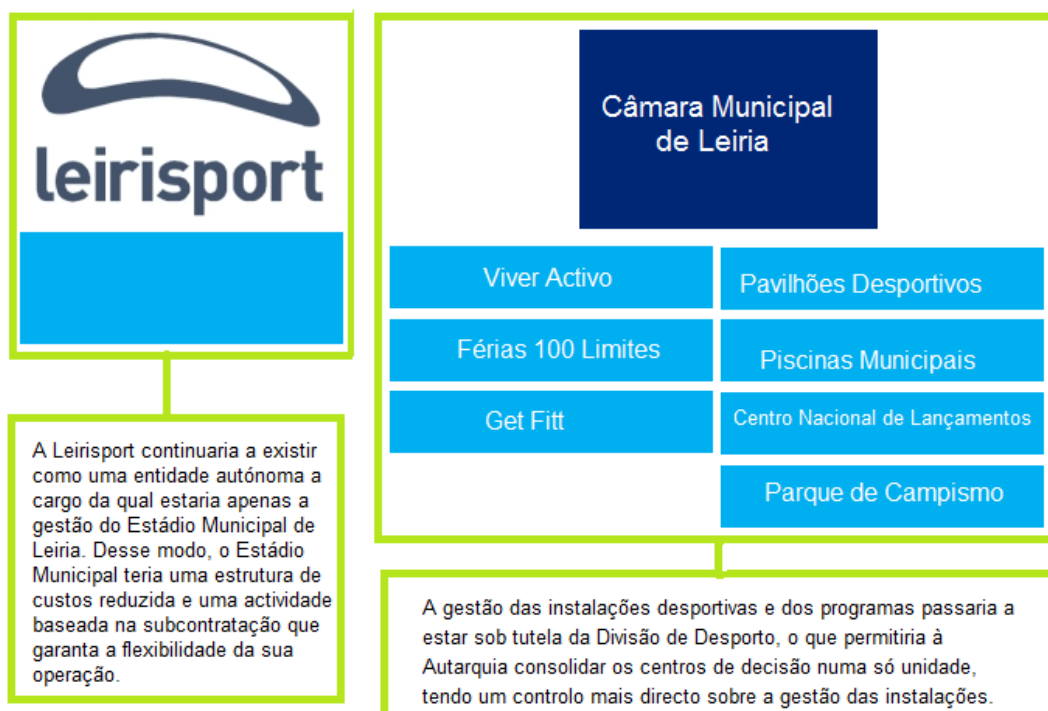 leirisport
A Leirisport continuaria a existir
como uma entidade autónoma a
cargo da qual estaria apenas a
gestão do Estádio Municipal de
Leiria. Desse modo, o Estádio
Municipal teria uma estrutura de
custos reduzida e uma actividade
baseada na subcontratação que
garanta a flexibilidade da sua
operação.
Câmara Municipal
de Leiria
Viver Activo
Férias 100 Limites
Get Fitt
Pavilhões Desportivos
Piscinas Municipais
Centro Nacional de Lançamentos
Parque de Campismo
A gestão das instalações desportivas e dos programas passaria a
estar sob tutela da Divisão de Desporto, o que permitiria à
Autarquia consolidar os centros de decisão numa só unidade,
tendo um controlo mais directo sobre a gestão das instalações.